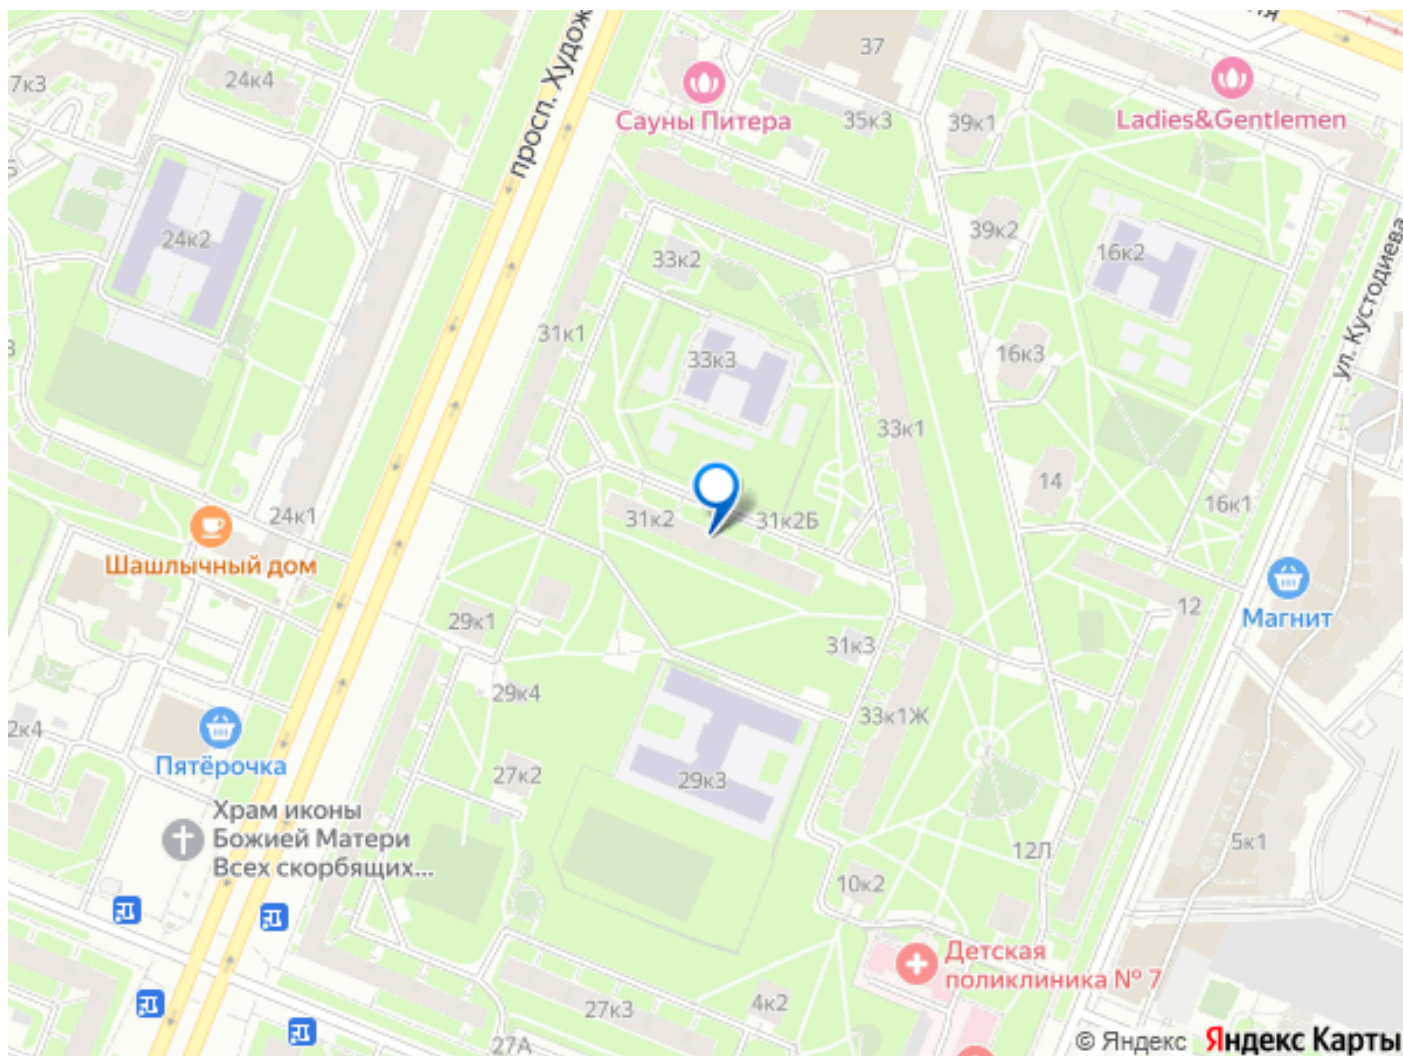 37
7к3
24к4
просп. Худож
Сауны Питера
35к3
39к1
Ladies&Gentlemen
24к2
33к2
39к2
16к2
ул. Кустодиева
31к1
33к3
16к3
33к1
14
24к1
31к2
31к2Б
16к1
Шашлычный дом
29к1
12
Магнит
31к3
29к4
33к1Ж
2к4
Пятёрочка
27к2
29к3
Храм иконы
Божией Матери
Всех скорбящих...
12Л
5к1
10к2
Детская
поликлиника № 7
27к3
4к2
27А
© Яндекс Яндекс Карты